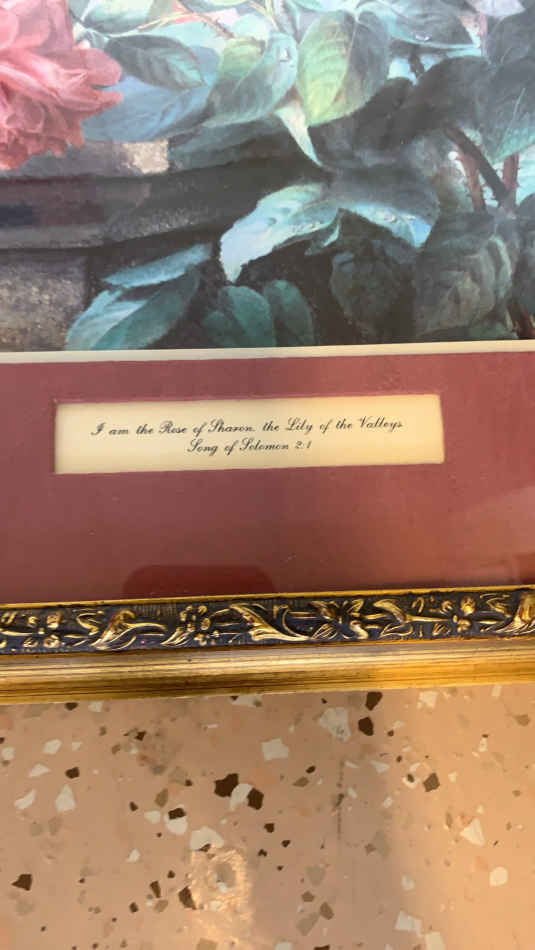 I am the Rose of Sharon, the Lily of the Valleys
Song of Solomon 2:1